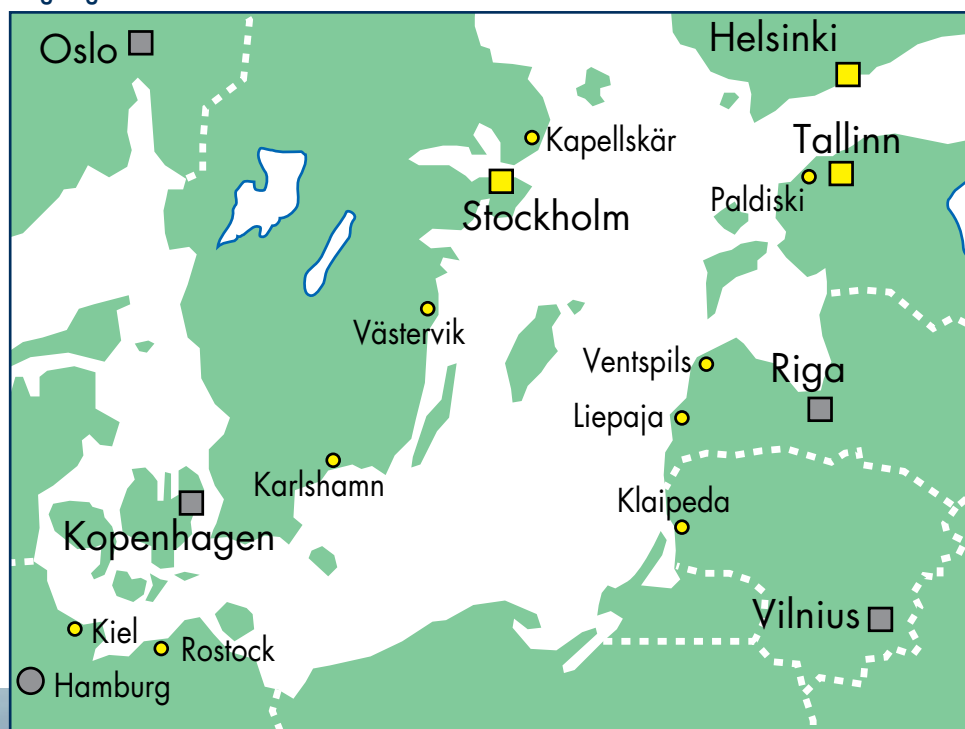 Oslo
Helsinki
Kapellskär
Tallinn
Paldiski
Stockholm
Västervik
Ventspils
Riga
Liepaja
Karlshamn
Klaipeda
Kopenhagen
Vilnius
Kiel
Rostock
Hamburg